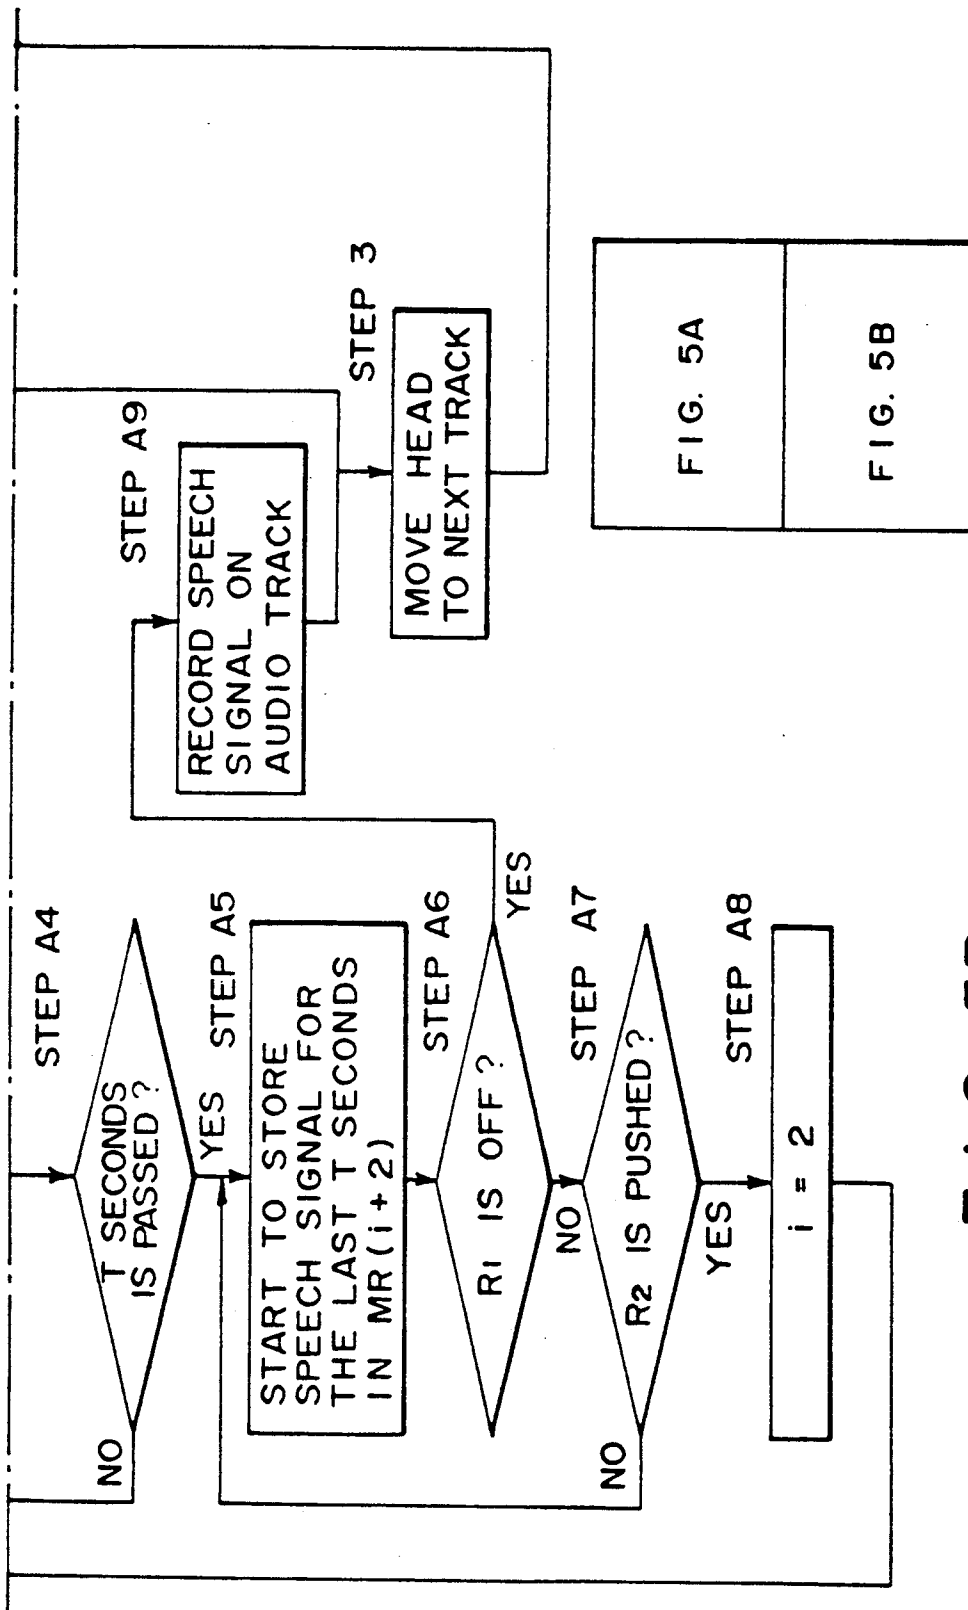 STEP A4
T SECONDS
IS PASSED?
NO
YES
STEP A5
START TO STORE
SPEECH SIGNAL FOR
THE LAST T SECONDS
IN MR(i+2)
STEP A6
R1 IS OFF?
YES
NO
STEP A7
R2 IS PUSHED?
NO
YES
STEP A8
i = 2
STEP A9
RECORD SPEECH
SIGNAL ON
AUDIO TRACK
STEP 3
MOVE HEAD
TO NEXT TRACK
FIG. 5A
FIG. 5B